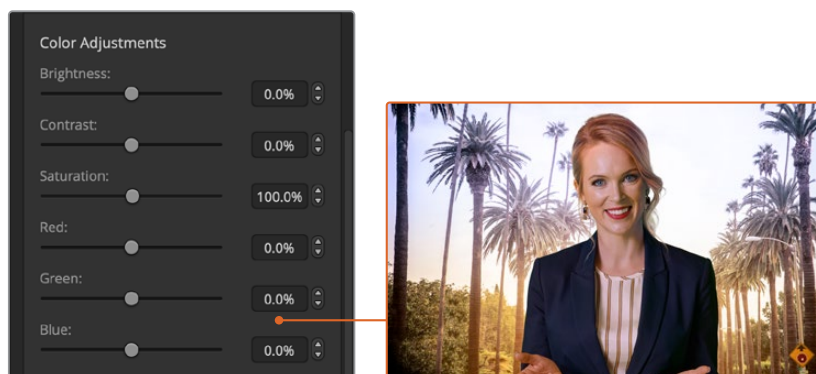 Color Adjustments
Brightness:
0.0%
Contrast:
0.0%
Saturation:
100.0%
Red:
0.0%
Green:
0.0%
Blue:
0.0%